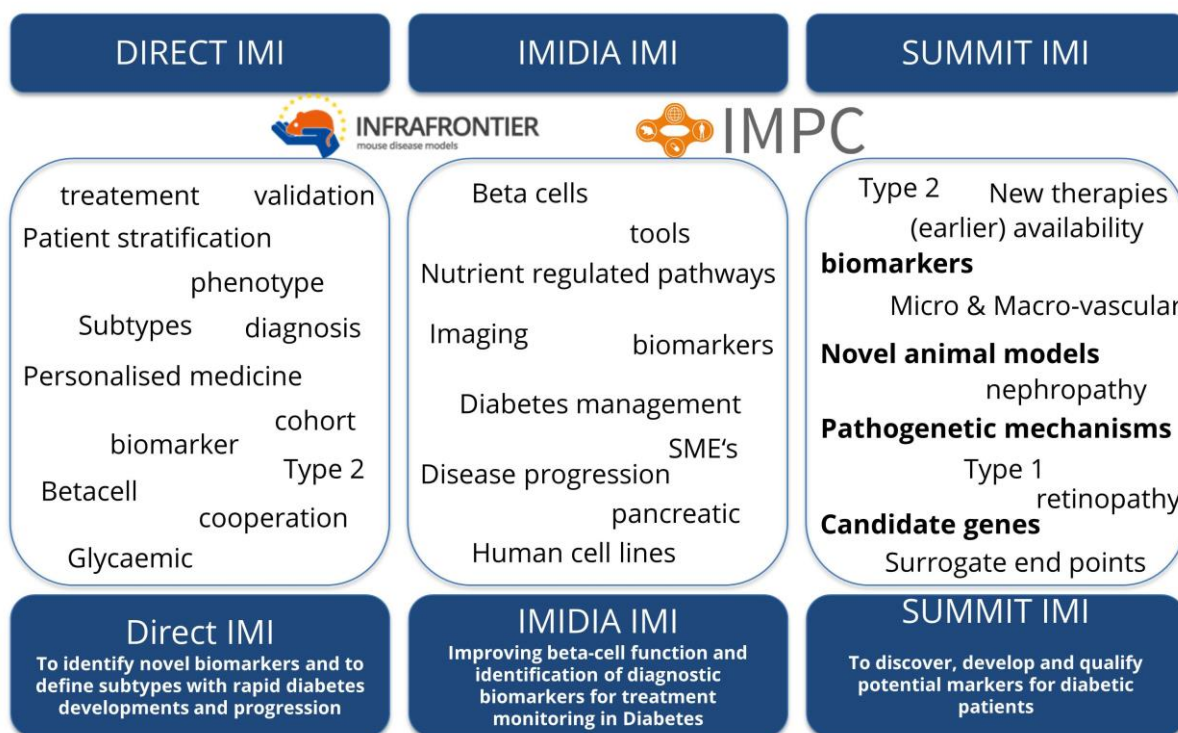 DIRECT IMI
IMIDIA IMI
SUMMIT IMI
INFRAFRONTIER
mouse disease models
IMPC
treatement validation
Patient stratification
phenotype
Subtypes diagnosis
Personalised medicine
cohort
biomarker
Type 2
Betacell
cooperation
Glycaemic
Beta cells
tools
Nutrient regulated pathways
Imaging
biomarkers
Diabetes management
SME‘s
Disease progression
pancreatic
Human cell lines
Type 2
New therapies
(earlier) availability
biomarkers
Micro & Macro-vascular
Novel animal models
nephropathy
Pathogenetic mechanisms
Type 1
retinopathy
Candidate genes
Surrogate end points
Direct IMI
To identify novel biomarkers and to
define subtypes with rapid diabetes
developments and progression
IMIDIA IMI
Improving beta-cell function and
identification of diagnostic
biomarkers for treatment
monitoring in Diabetes
SUMMIT IMI
To discover, develop and qualify
potential markers for diabetic
patients